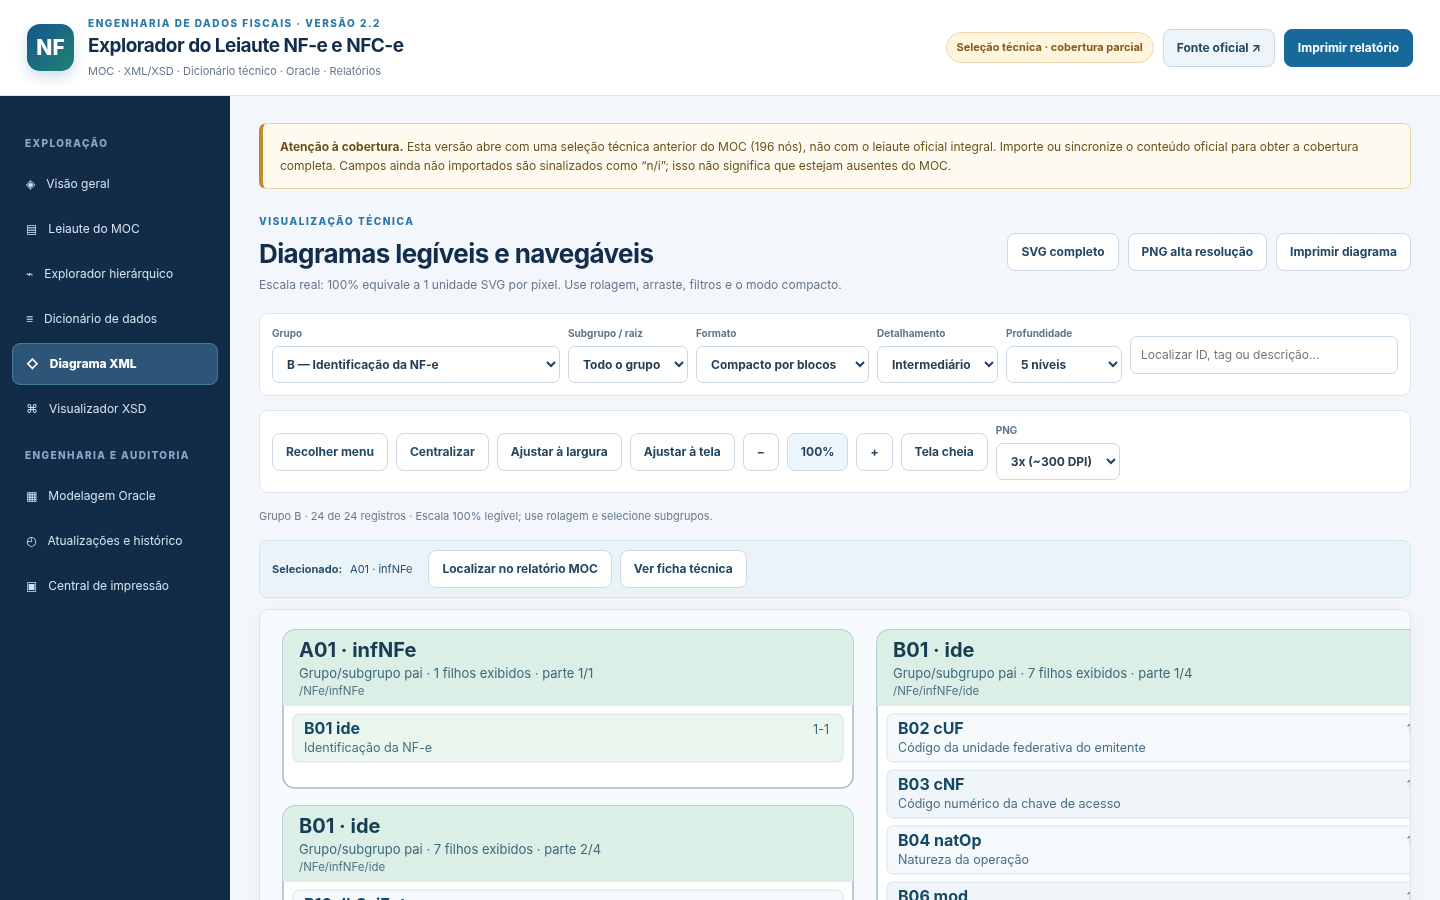 NF
ENGENHARIA DE DADOS FISCAIS · VERSÃO 2.2
Explorador do Leiaute NF-e e NFC-e
MOC · XML/XSD · Dicionário técnico · Oracle · Relatórios
Seleção técnica · cobertura parcial
Fonte oficial ↗
Imprimir relatório
EXPLORAÇÃO
Visão geral
Leiaute do MOC
Explorador hierárquico
Dicionário de dados
Diagrama XML
Visualizador XSD
ENGENHARIA E AUDITORIA
Modelagem Oracle
Atualizações e histórico
Central de impressão
Atenção à cobertura. Esta versão abre com uma seleção técnica anterior do MOC (196 nós), não com o leiaute oficial integral. Importe ou sincronize o conteúdo oficial para obter a cobertura
completa. Campos ainda não importados são sinalizados como “n/i”; isso não significa que estejam ausentes do MOC.
VISUALIZAÇÃO TÉCNICA
Diagramas legíveis e navegáveis
Escala real: 100% equivale a 1 unidade SVG por pixel. Use rolagem, arraste, filtros e o modo compacto.
SVG completo
PNG alta resolução
Imprimir diagrama
Grupo
B — Identificação da NF-e
Subgrupo / raiz
Todo o grupo
Formato
Compacto por blocos
Detalhamento
Intermediário
Profundidade
5 níveis
Localizar ID, tag ou descrição...
Recolher menu
Centralizar
Ajustar à largura
Ajustar à tela
−
100%
+
Tela cheia
PNG
3x (~300 DPI)
Grupo B · 24 de 24 registros · Escala 100% legível; use rolagem e selecione subgrupos.
Selecionado: A01 · infNFe
Localizar no relatório MOC
Ver ficha técnica
A01 · infNFe
Grupo/subgrupo pai · 1 filhos exibidos · parte 1/1
/NFe/infNFe
B01 ide 1-1
Identificação da NF-e
B01 · ide
Grupo/subgrupo pai · 7 filhos exibidos · parte 2/4
/NFe/infNFe/ide
B01 · ide
Grupo/subgrupo pai · 7 filhos exibidos · parte 1/4
/NFe/infNFe/ide
B02 cUF
Código da unidade federativa do emitente
B03 cNF
Código numérico da chave de acesso
B04 natOp
Natureza da operação
B06 mod